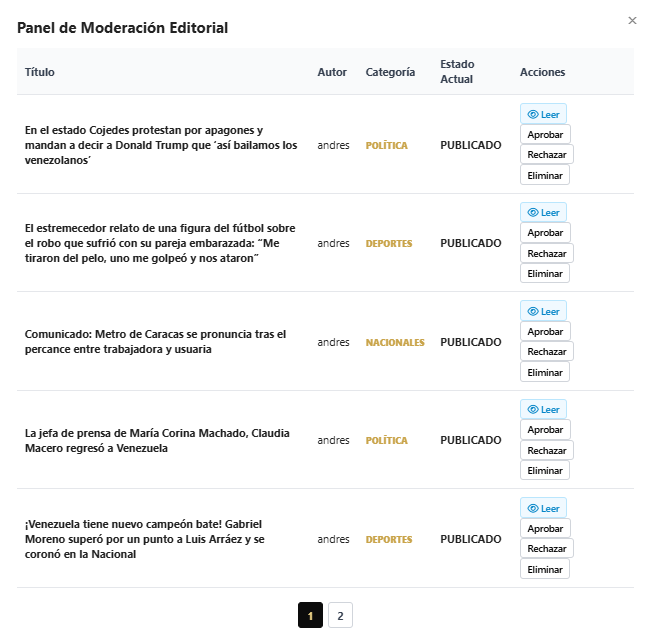 Panel de Moderación Editorial
×
Título Autor Categoría Estado Actual Acciones
En el estado Cojedes protestan por apagones y
mandan a decir a Donald Trump que ‘así bailamos los
venezolanos’
andres
POLÍTICA
PUBLICADO
Leer
Aprobar
Rechazar
Eliminar
El estremecedor relato de una figura del fútbol sobre
el robo que sufrió con su pareja embarazada: “Me
tiraron del pelo, uno me golpeó y nos ataron”
andres
DEPORTES
PUBLICADO
Leer
Aprobar
Rechazar
Eliminar
Comunicado: Metro de Caracas se pronuncia tras el
percance entre trabajadora y usuaria
andres
NACIONALES
PUBLICADO
Leer
Aprobar
Rechazar
Eliminar
La jefa de prensa de María Corina Machado, Claudia
Macero regresó a Venezuela
andres
POLÍTICA
PUBLICADO
Leer
Aprobar
Rechazar
Eliminar
¡Venezuela tiene nuevo campeón bate! Gabriel
Moreno superó por un punto a Luis Arráez y se
coronó en la Nacional
andres
DEPORTES
PUBLICADO
Leer
Aprobar
Rechazar
Eliminar
1 2